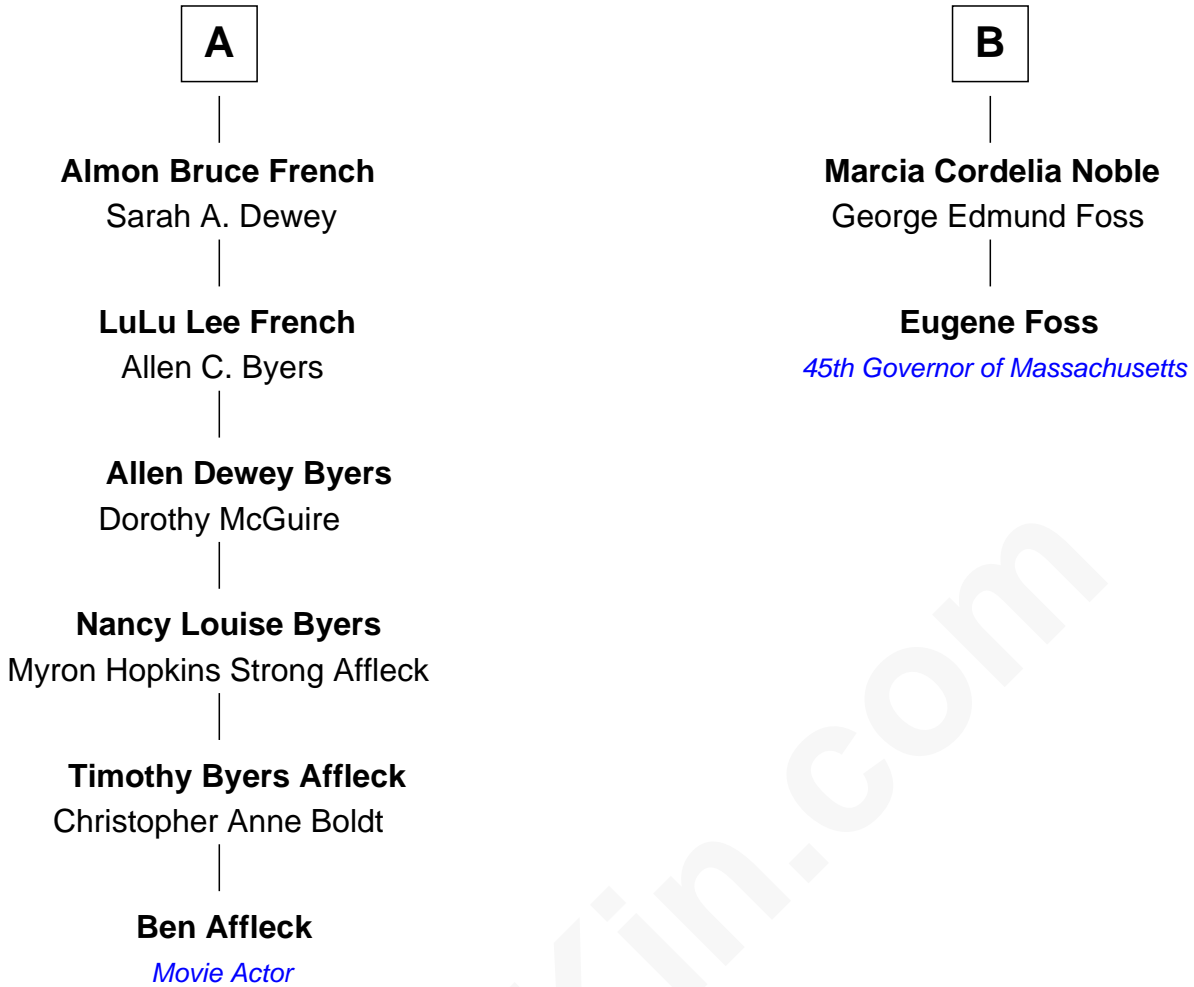 A
Almon Bruce French
Sarah A. Dewey
LuLu Lee French
Allen C. Byers
Allen Dewey Byers
Dorothy McGuire
Nancy Louise Byers
Myron Hopkins Strong Affleck
Timothy Byers Affleck
Christopher Anne Boldt
Ben Affleck
Movie Actor
B
Marcia Cordelia Noble
George Edmund Foss
Eugene Foss
45th Governor of Massachusetts
Kin.com